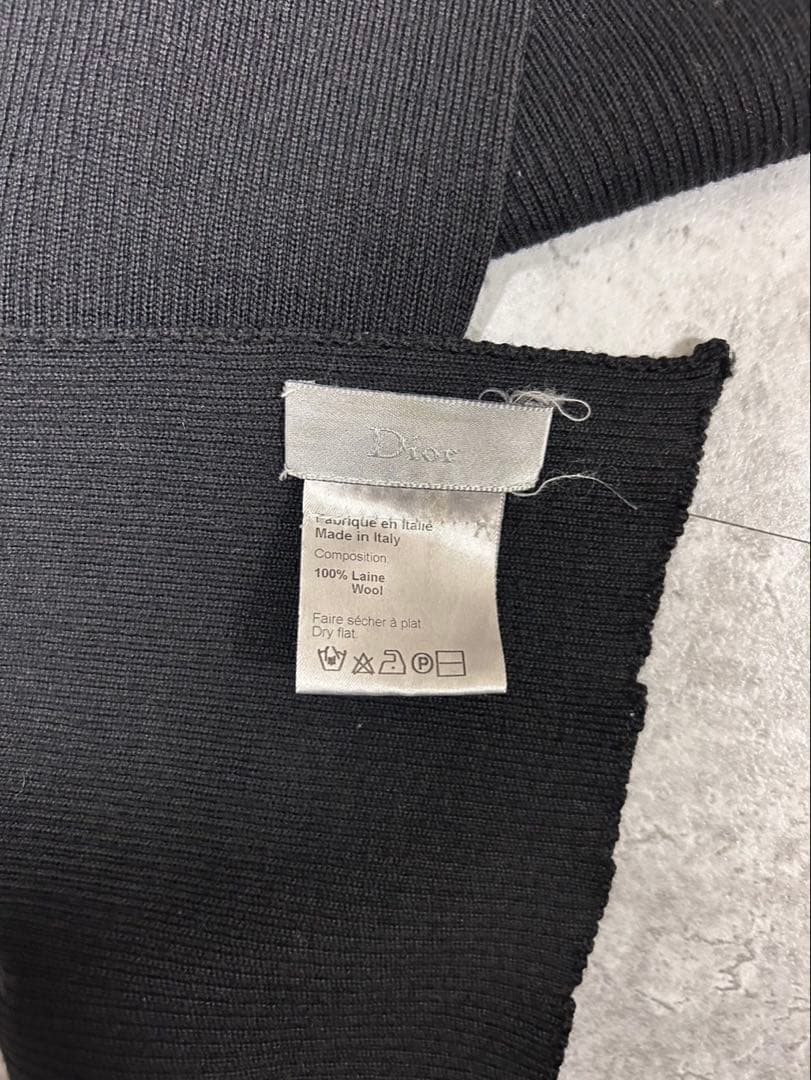 Dior
Fabriqué en Italie
Made in Italy
Composition
100% Laine
Wool
Faire sécher à plat
Dry flat
P